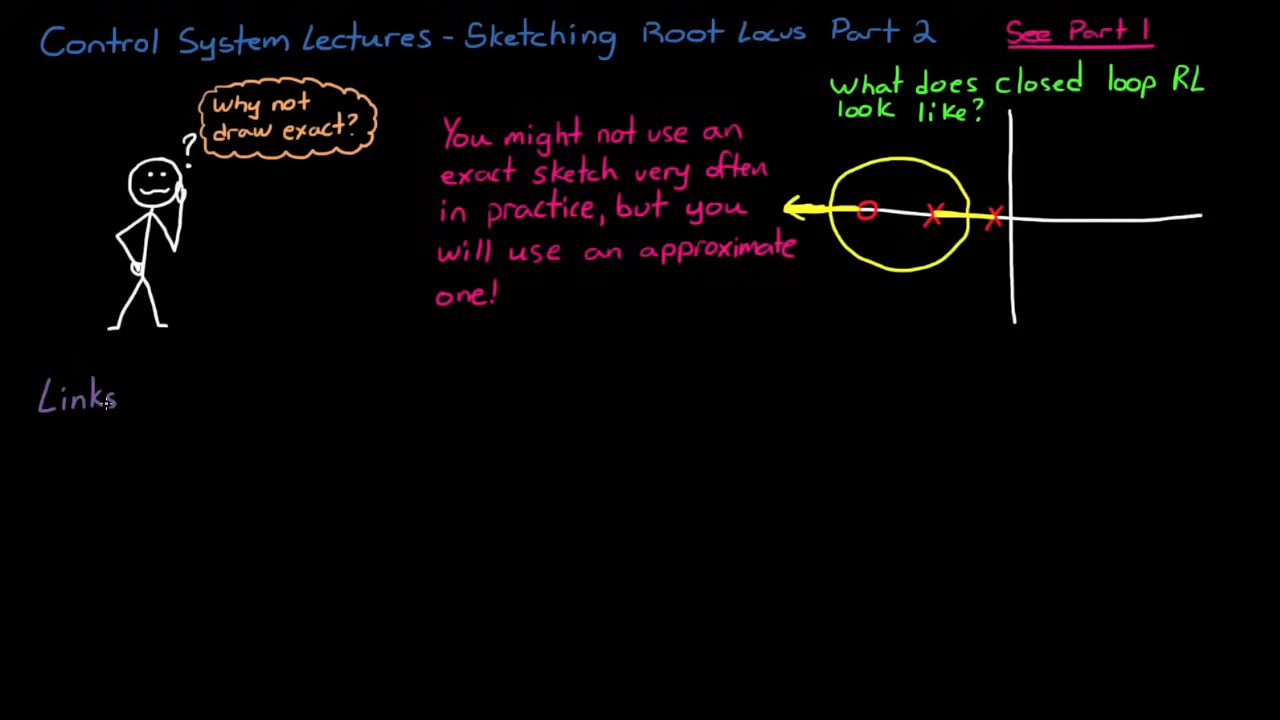 Control System Lectures - Sketching Root Locus Part 2
See Part 1
Why not
draw exact?
?
You might not use an
exact sketch very often
in practice, but you
will use an approximate
one!
What does closed loop RL
look like?
Links